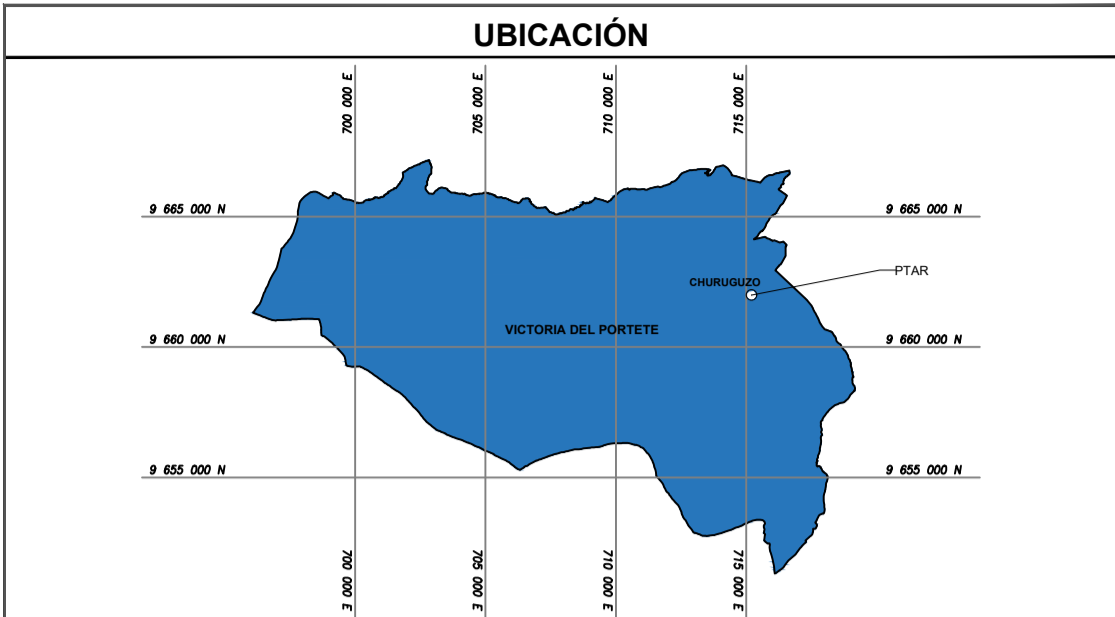 UBICACIÓN
700 000 E
705 000 E
710 000 E
715 000 E
9 665 000 N
9 665 000 N
PTAR
CHURUGUZO
VICTORIA DEL PORTETE
9 660 000 N
9 660 000 N
9 655 000 N
9 655 000 N
700 000 E
705 000 E
710 000 E
715 000 E